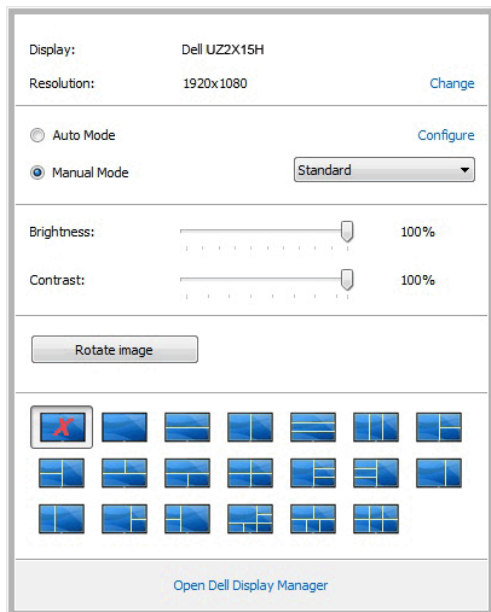 Display: Dell UZ2X15H
Resolution: 1920x1080 Change
Auto Mode Configure
Manual Mode Standard
Brightness: 100%
Contrast: 100%
Rotate image
X
Open Dell Display Manager